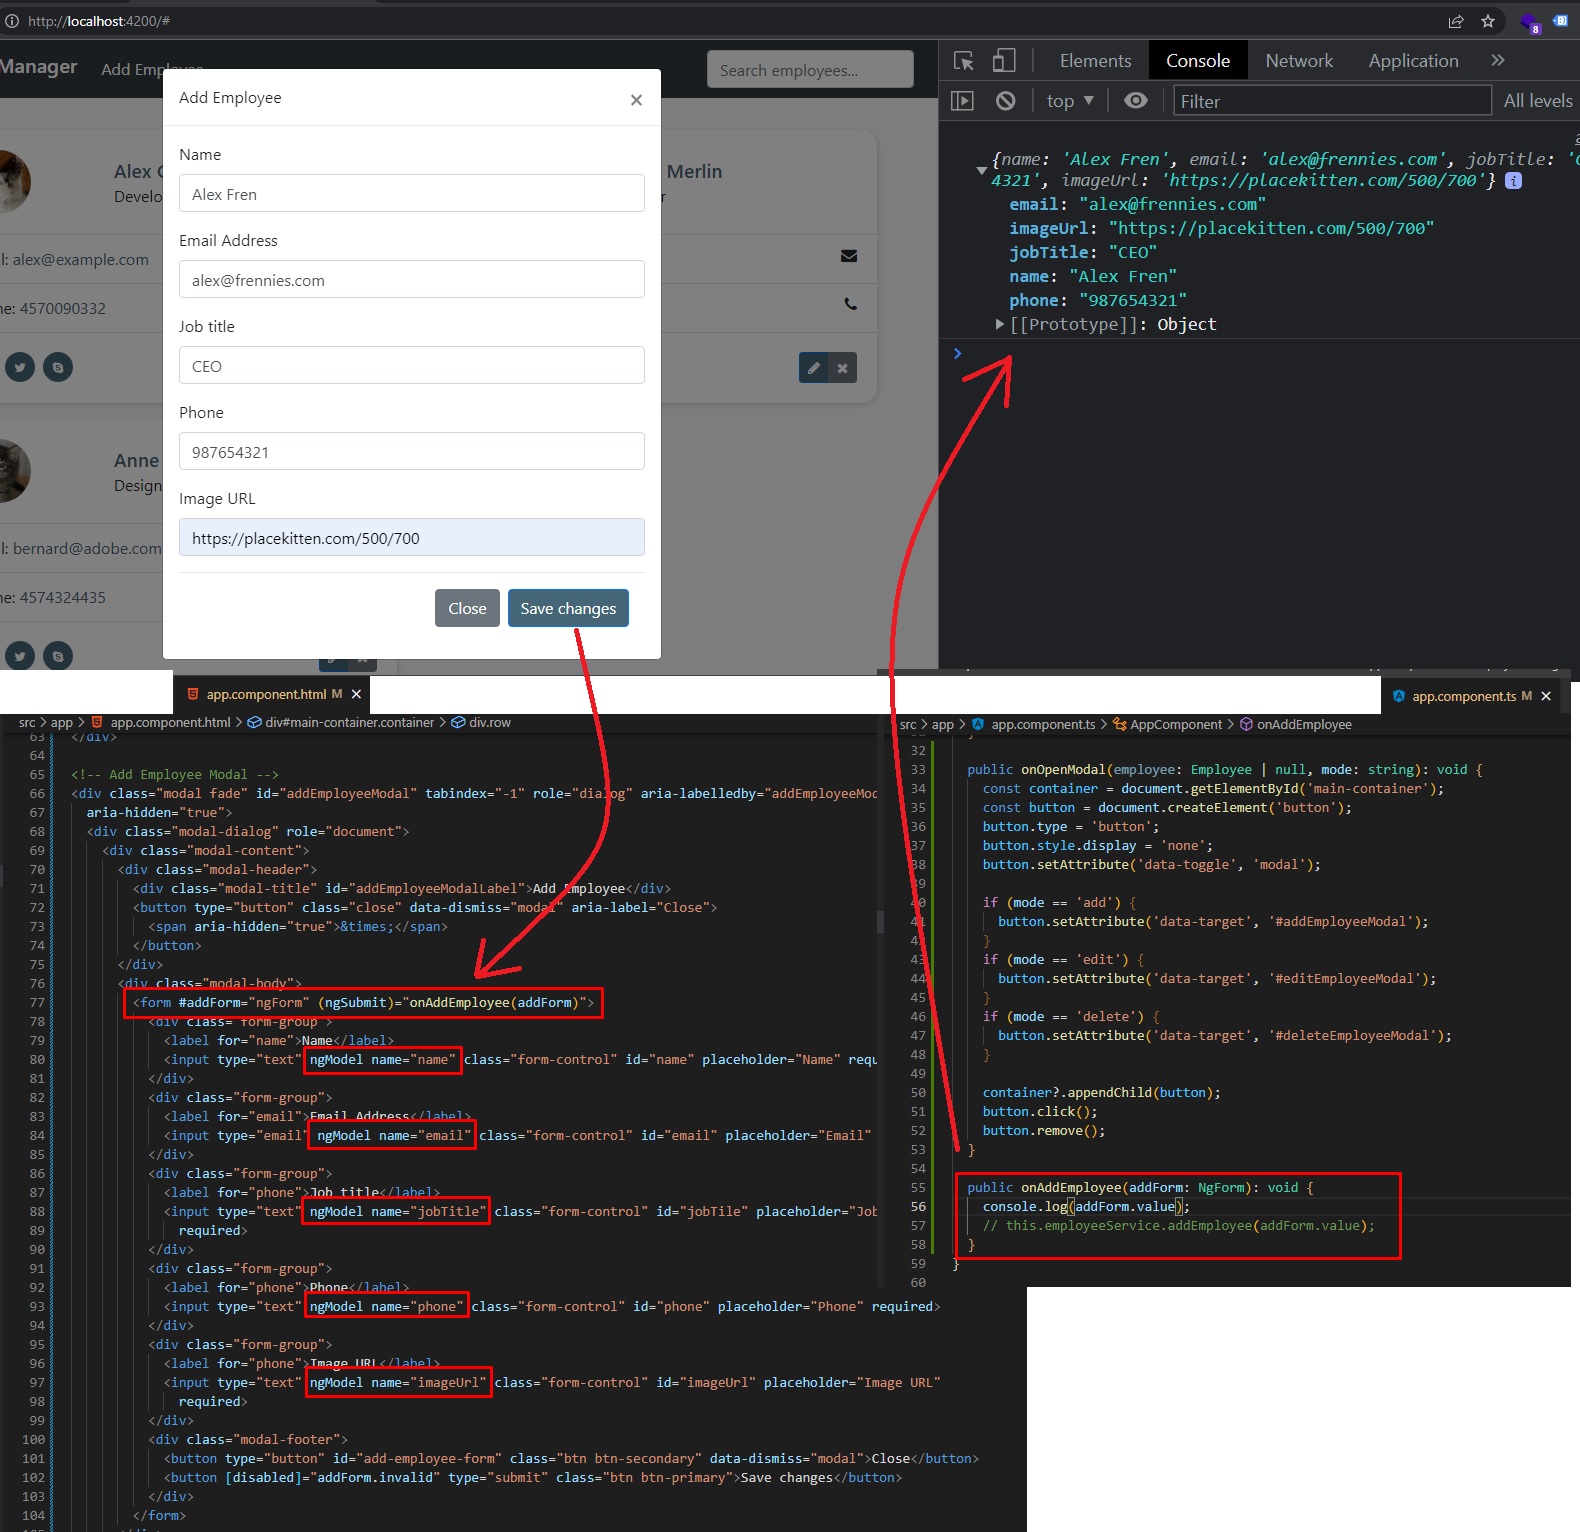 http://localhost:4200/#
8
Manager
Add Employee
Search employees...
Elements
Console
Network
Application
top
Filter
All levels
Add Employee
×
Name
Alex Fren
Email Address
alex@frennies.com
Job title
CEO
Phone
987654321
Image URL
https://placekitten.com/500/700
Close
Save changes
Alex
Develo
l: alex@example.com
ne: 4570090332
Merlin
r
Anne
Design
l: bernard@adobe.com
ne: 4574324435
{name: 'Alex Fren', email: 'alex@frennies.com', jobTitle: '
4321', imageUrl: 'https://placekitten.com/500/700'} i
email: "alex@frennies.com"
imageUrl: "https://placekitten.com/500/700"
jobTitle: "CEO"
name: "Alex Fren"
phone: "987654321"
[[Prototype]]: Object
app.component.html M
src > app > app.component.html > div#main-container.container > div.row
63 </div>
64
65 <!-- Add Employee Modal -->
66 <div class="modal fade" id="addEmployeeModal" tabindex="-1" role="dialog" aria-labelledby="addEmployeeMod
67 aria-hidden="true">
68 <div class="modal-dialog" role="document">
69 <div class="modal-content">
70 <div class="modal-header">
71 <div class="modal-title" id="addEmployeeModalLabel">Add Employee</div>
72 <button type="button" class="close" data-dismiss="modal" aria-label="Close">
73 <span aria-hidden="true">&times;</span>
74 </button>
75 </div>
76 <div class="modal-body">
77 <form #addForm="ngForm" (ngSubmit)="onAddEmployee(addForm)">
78 <div class="form-group">
79 <label for="name">Name</label>
80 <input type="text" ngModel name="name" class="form-control" id="name" placeholder="Name" requ
81 </div>
82 <div class="form-group">
83 <label for="email">Email Address</label>
84 <input type="email" ngModel name="email" class="form-control" id="email" placeholder="Email"
85 </div>
86 <div class="form-group">
87 <label for="phone">Job title</label>
88 <input type="text" ngModel name="jobTitle" class="form-control" id="jobTile" placeholder="Job
89 required>
90 </div>
91 <div class="form-group">
92 <label for="phone">Phone</label>
93 <input type="text" ngModel name="phone" class="form-control" id="phone" placeholder="Phone" required>
94 </div>
95 <div class="form-group">
96 <label for="phone">Image URL</label>
97 <input type="text" ngModel name="imageUrl" class="form-control" id="imageUrl" placeholder="Image URL"
98 required>
99 </div>
100 <div class="modal-footer">
101 <button type="button" id="add-employee-form" class="btn btn-secondary" data-dismiss="modal">Close</button>
102 <button [disabled]="addForm.invalid" type="submit" class="btn btn-primary">Save changes</button>
103 </div>
104 </form>
app.component.ts M
src > app > app.component.ts > AppComponent > onAddEmployee
32
33 public onOpenModal(employee: Employee | null, mode: string): void {
34 const container = document.getElementById('main-container');
35 const button = document.createElement('button');
36 button.type = 'button';
37 button.style.display = 'none';
38 button.setAttribute('data-toggle', 'modal');
39
40 if (mode == 'add') {
41 button.setAttribute('data-target', '#addEmployeeModal');
42 }
43 if (mode == 'edit') {
44 button.setAttribute('data-target', '#editEmployeeModal');
45 }
46 if (mode == 'delete') {
47 button.setAttribute('data-target', '#deleteEmployeeModal');
48 }
49
50 container?.appendChild(button);
51 button.click();
52 button.remove();
53 }
54
55 public onAddEmployee(addForm: NgForm): void {
56 console.log(addForm.value);
57 // this.employeeService.addEmployee(addForm.value);
58 }
59 }
60